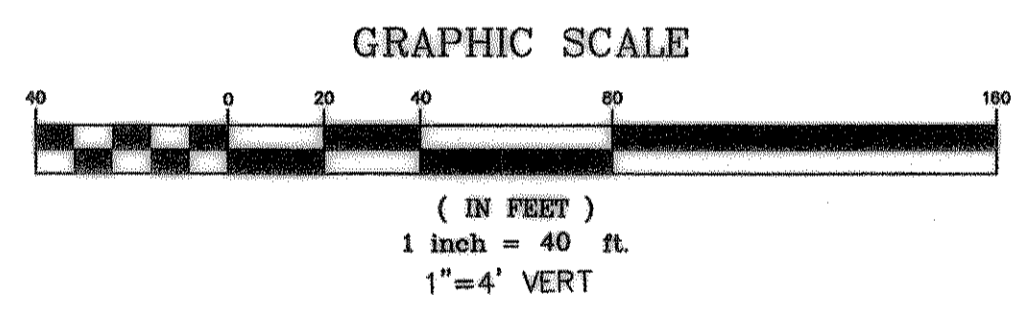 GRAPHIC SCALE
40 0 20 40 80 160
( IN FEET )
1 inch = 40 ft.
1"=4' VERT